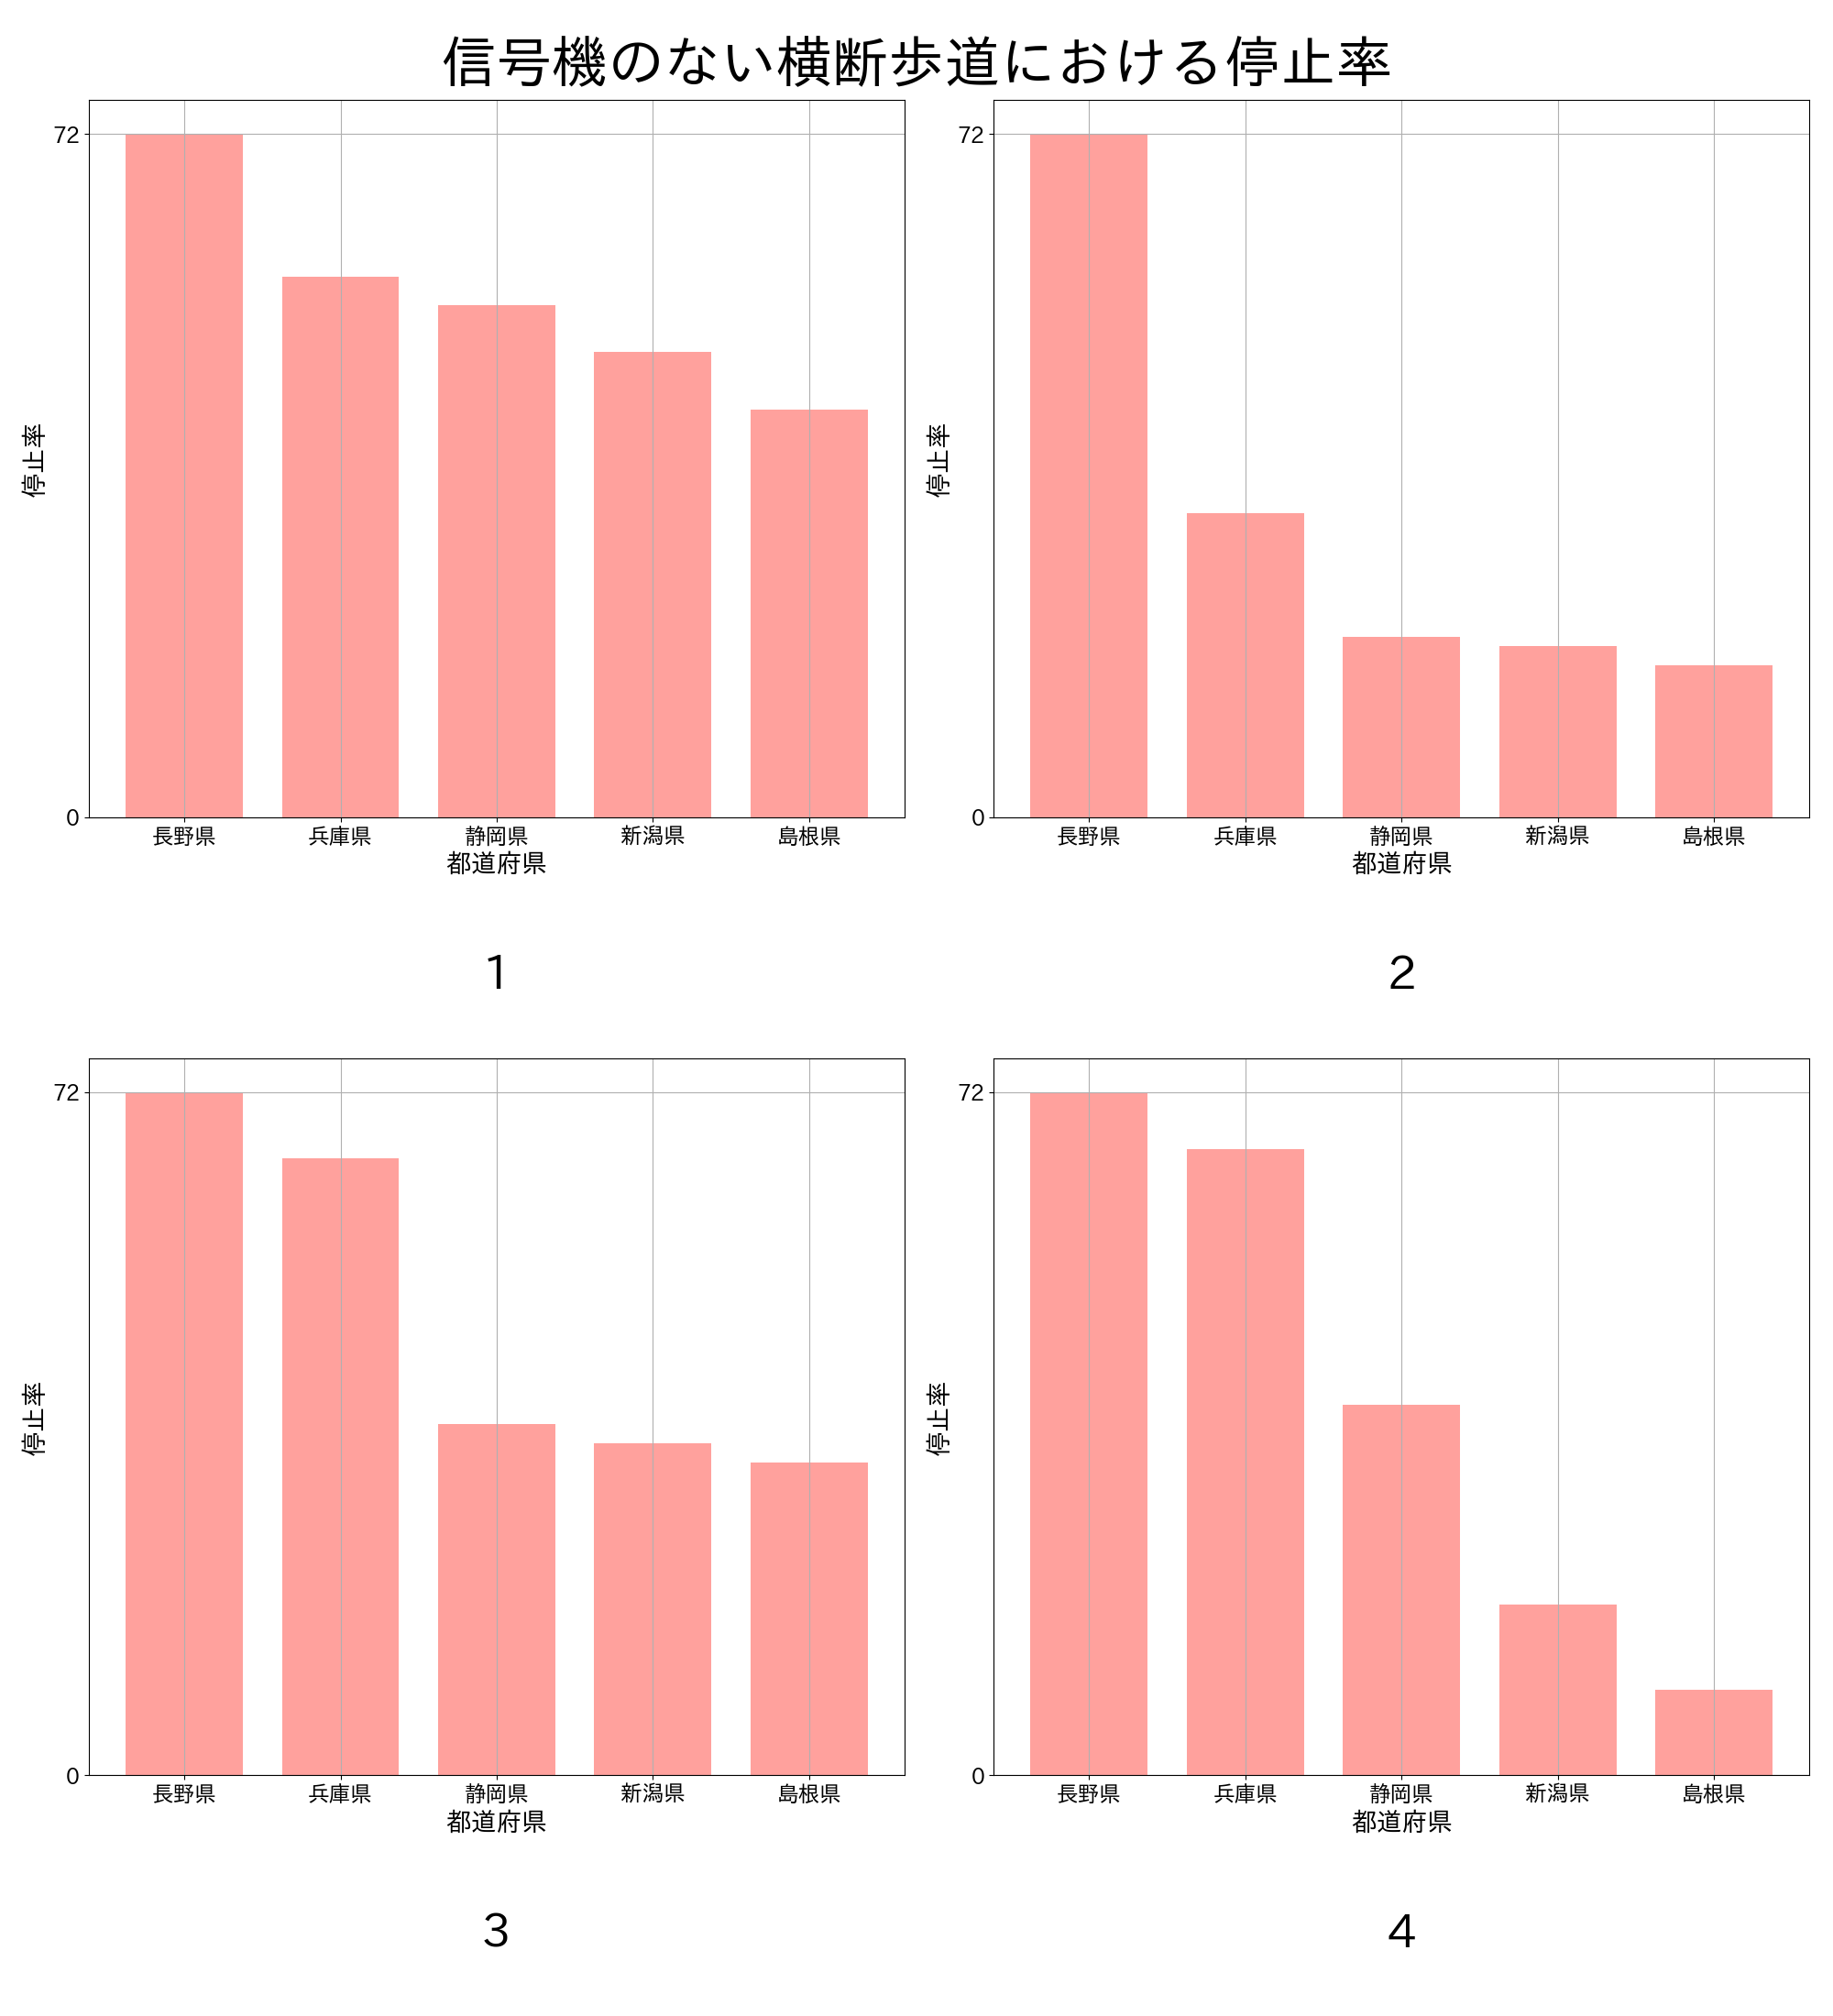 信号機のない横断歩道における停止率
72
0
停止率
長野県 兵庫県 静岡県 新潟県 島根県
都道府県
1
72
0
停止率
長野県 兵庫県 静岡県 新潟県 島根県
都道府県
2
72
0
停止率
長野県 兵庫県 静岡県 新潟県 島根県
都道府県
3
72
0
停止率
長野県 兵庫県 静岡県 新潟県 島根県
都道府県
4